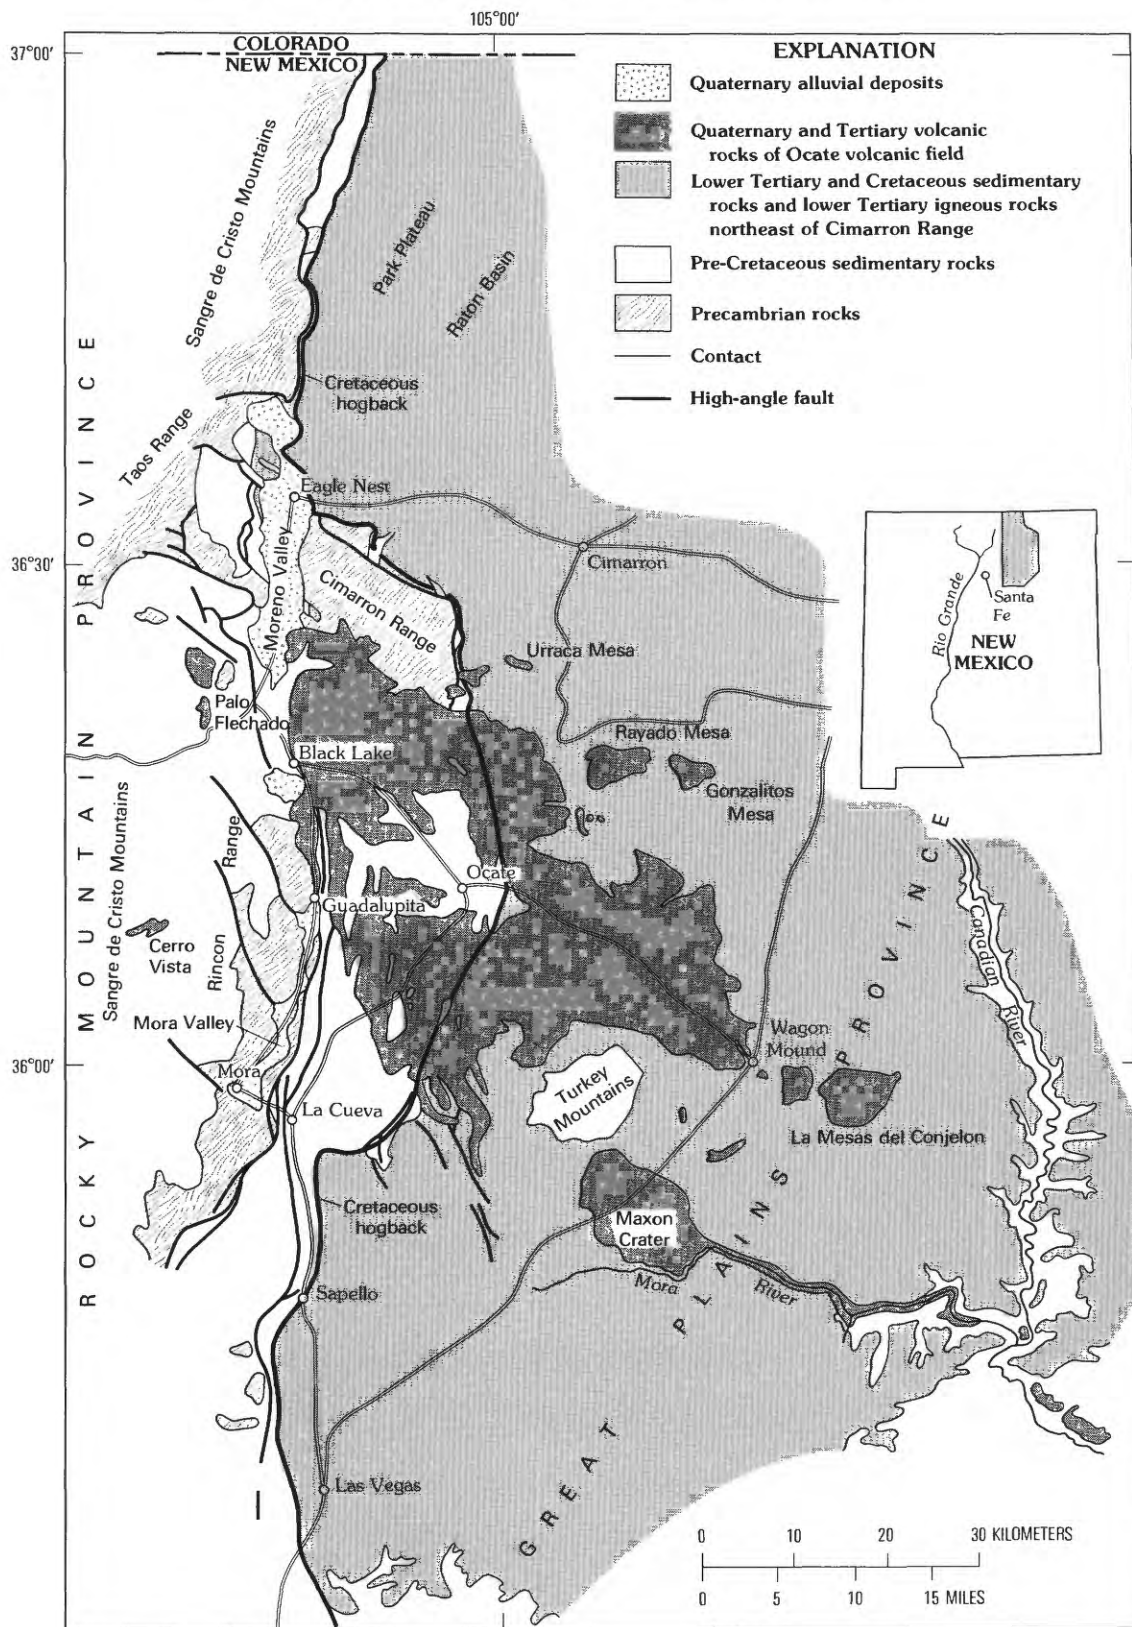 105°00'
37°00'
COLORADO
NEW MEXICO
EXPLANATION
Quaternary alluvial deposits
Quaternary and Tertiary volcanic
rocks of Ocate volcanic field
Lower Tertiary and Cretaceous sedimentary
rocks and lower Tertiary igneous rocks
northeast of Cimarron Range
Pre-Cretaceous sedimentary rocks
Precambrian rocks
Contact
High-angle fault
Sangre de Cristo Mountains
Park Plateau
Raton Basin
Cretaceous
hogback
Taos Range
Eagle Nest
Moreno Valley
Cimarron Range
Cimarron
36°30'
Urraca Mesa
Palo
Flechado
Rayado Mesa
Gonzalitos
Mesa
Black Lake
Rio Grande
Santa
Fe
NEW
MEXICO
Ocate
Guadalupita
Rincon Range
Sangre de Cristo Mountains
Cerro
Vista
Mora Valley
Canadian River
Wagon
Mound
36°00'
Mora
Turkey
Mountains
La Cueva
La Mesas del Conjelon
Cretaceous
hogback
Maxon
Crater
Mora River
Sapello
Las Vegas
ROCKY MOUNTAIN PROVINCE
GREAT PLAINS PROVINCE
0 10 20 30 KILOMETERS
0 5 10 15 MILES
105°00'